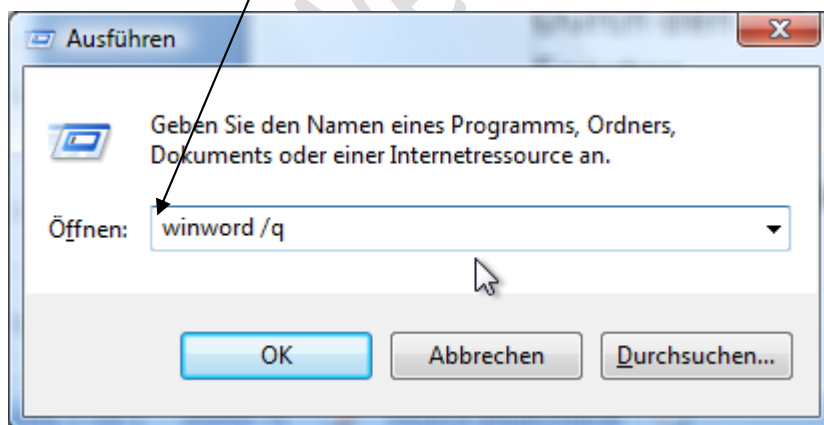 Ausführen
Geben Sie den Namen eines Programms, Ordners,
Dokuments oder einer Internetressource an.
Öffnen: winword /q
OK Abbrechen Durchsuchen...